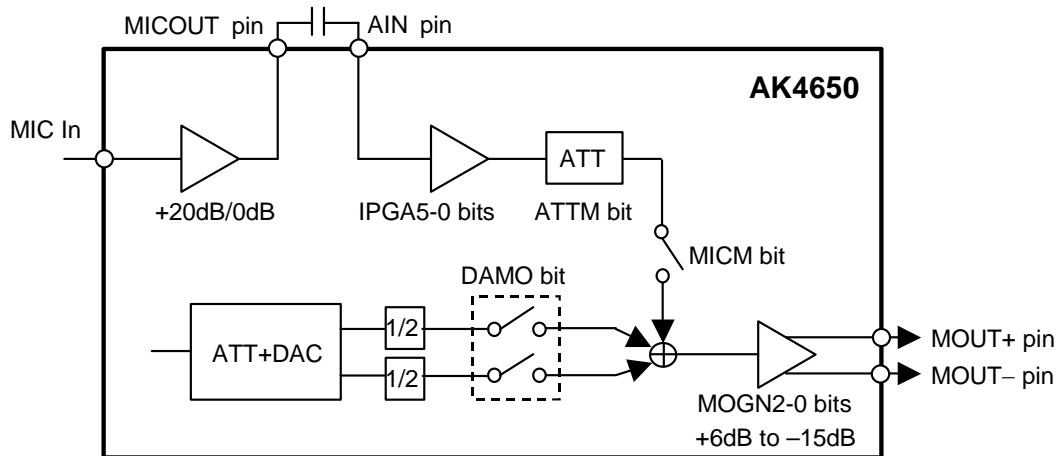 MICOUT pin
AIN pin
AK4650
MIC In
ATT
+20dB/0dB
IPGA5-0 bits
ATTM bit
MICM bit
DAMO bit
ATT+DAC
1/2
1/2
MOUT+ pin
MOUT− pin
MOGN2-0 bits
+6dB to −15dB